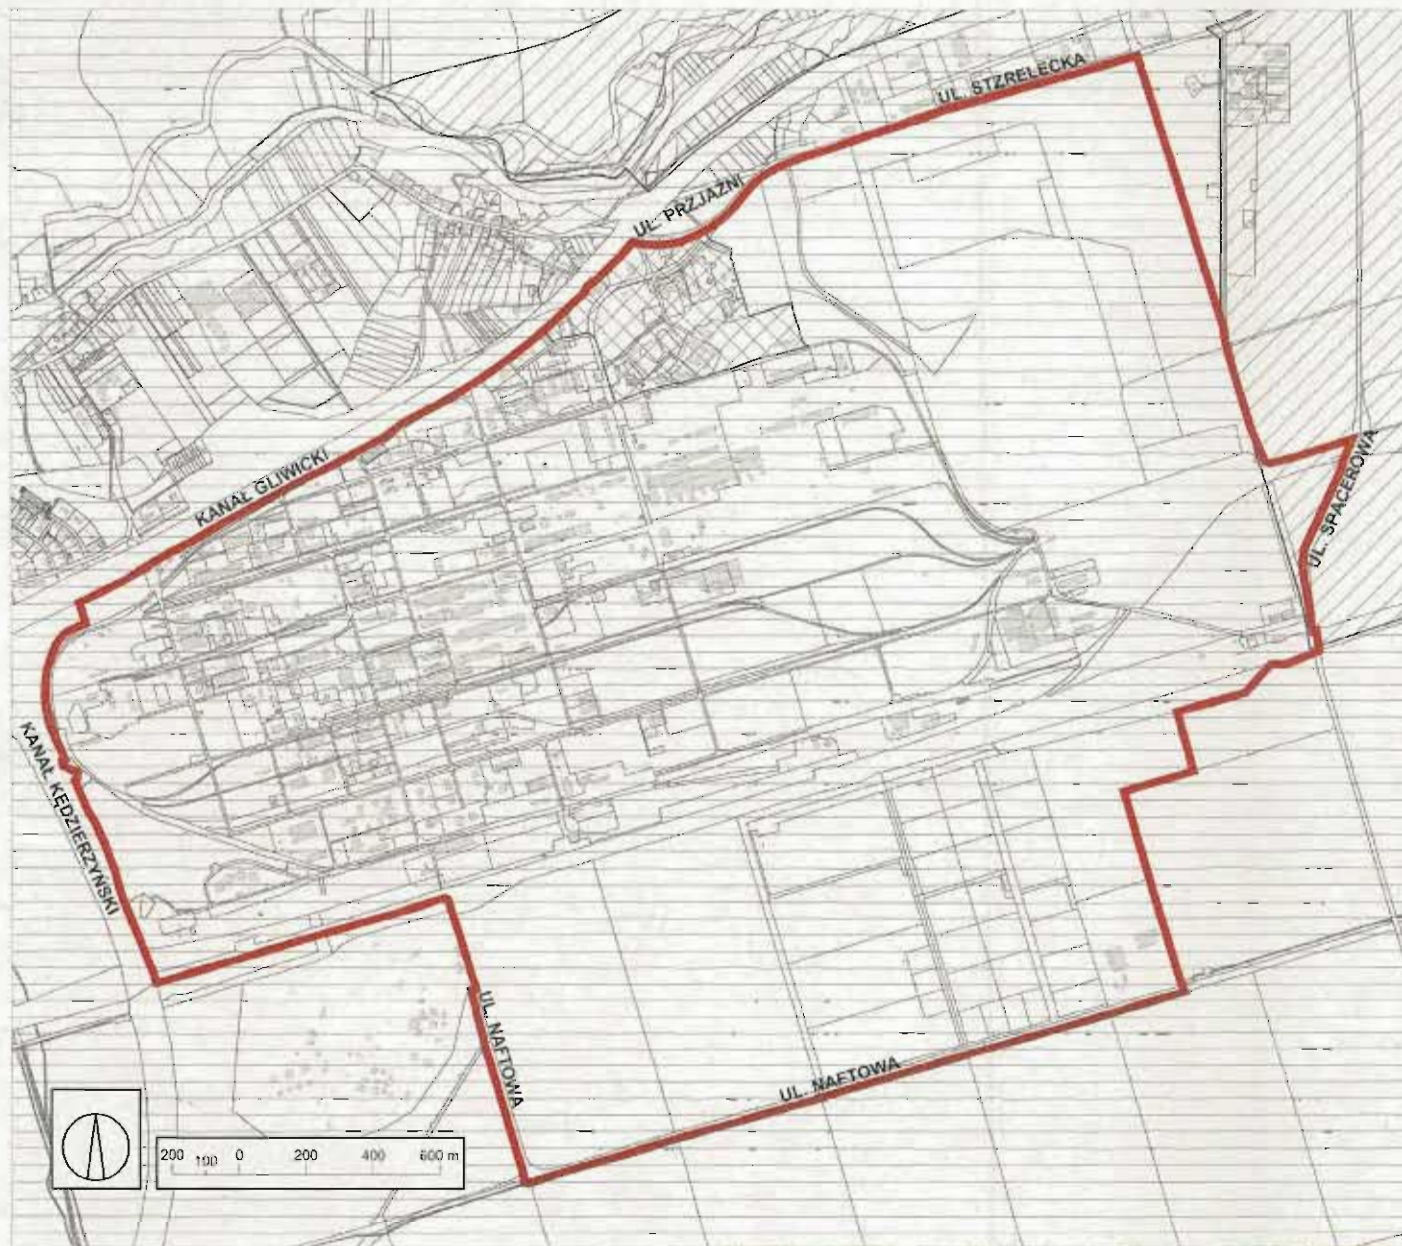 UL. STZRELECKA
UL. PRZJAZNI
KANAŁ GLIWICKI
UL. SPACEROWA
KANAŁ KĘDZIERZYNSKI
UL. NAFTOWA
UL. NAFTOWA
200 100 0 200 400 600 m